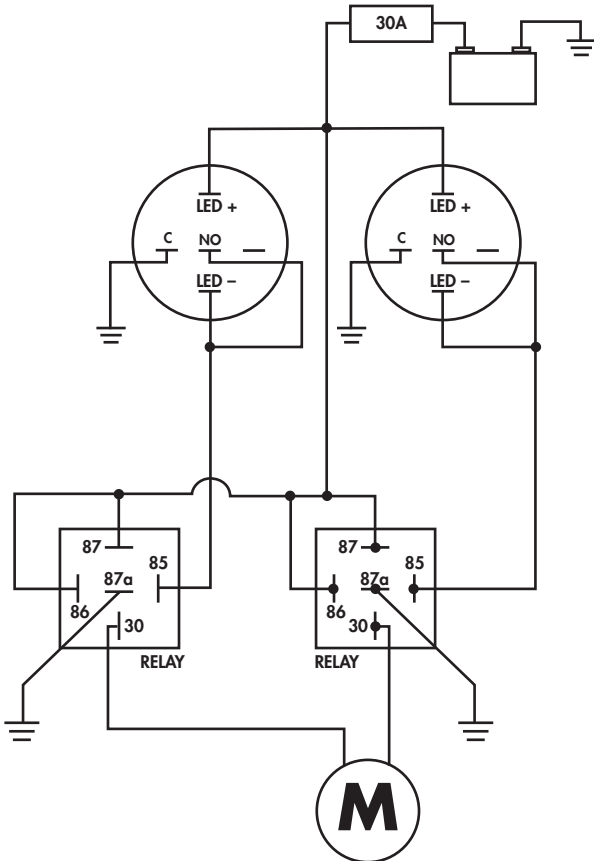 30A
LED +
C NO
LED –
LED +
C NO
LED –
87
85
87a
86
30
RELAY
87
85
87a
86
30
RELAY
M